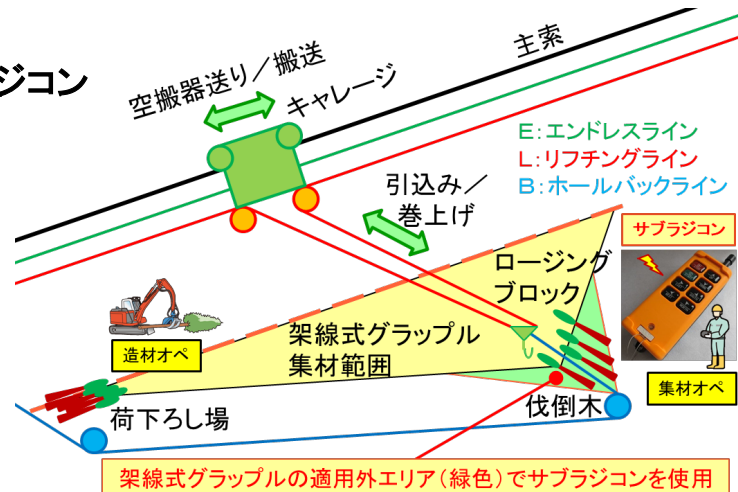 ジコン
空搬器送り／搬送
キャレージ
主索
E:エンドレスライン
L:リフチングライン
B:ホールバックライン
引込み／
巻上げ
サブラジコン
ロージング
ブロック
架線式グラップル
集材範囲
造材オペ
集材オペ
荷下ろし場
伐倒木
架線式グラップルの適用外エリア（緑色）でサブラジコンを使用